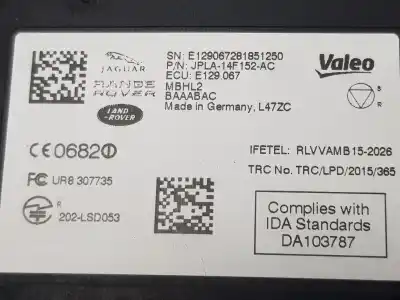 JAGUAR
RANGE ROVER
LAND-ROVER
SN: E129067281851250
P/N: JPLA-14F152-AC
ECU: E129.067
MBHL2
BAAABAC
Made in Germany, L47ZC
Valeo
S
R
CE0682
IFETEL: RLVVAMB15-2026
TRC No. TRC/LPD/2015/365
FC UR8 307735
R
202-LSD053
Complies with
IDA Standards
DA103787